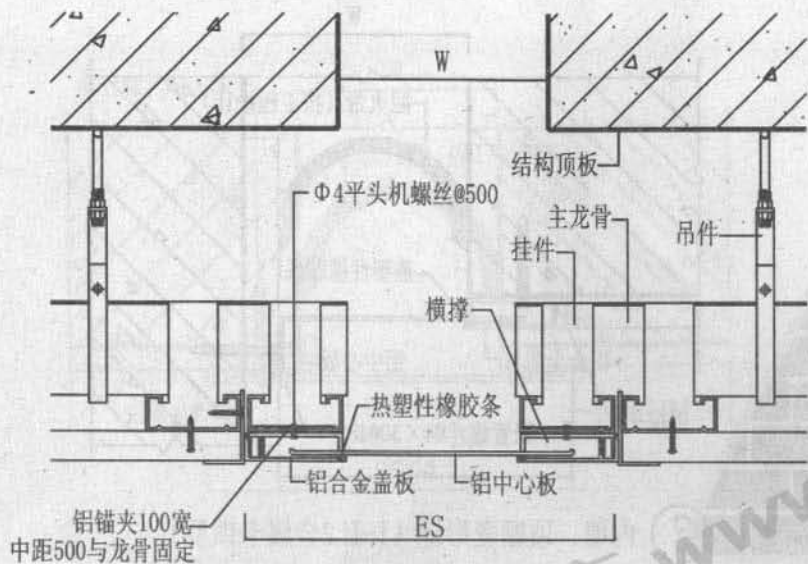 W
结构顶板
Φ4平头机螺丝@500
主龙骨
吊件
挂件
横撑
热塑性橡胶条
铝合金盖板
铝中心板
铝锚夹100宽
中距500与龙骨固定
ES
www